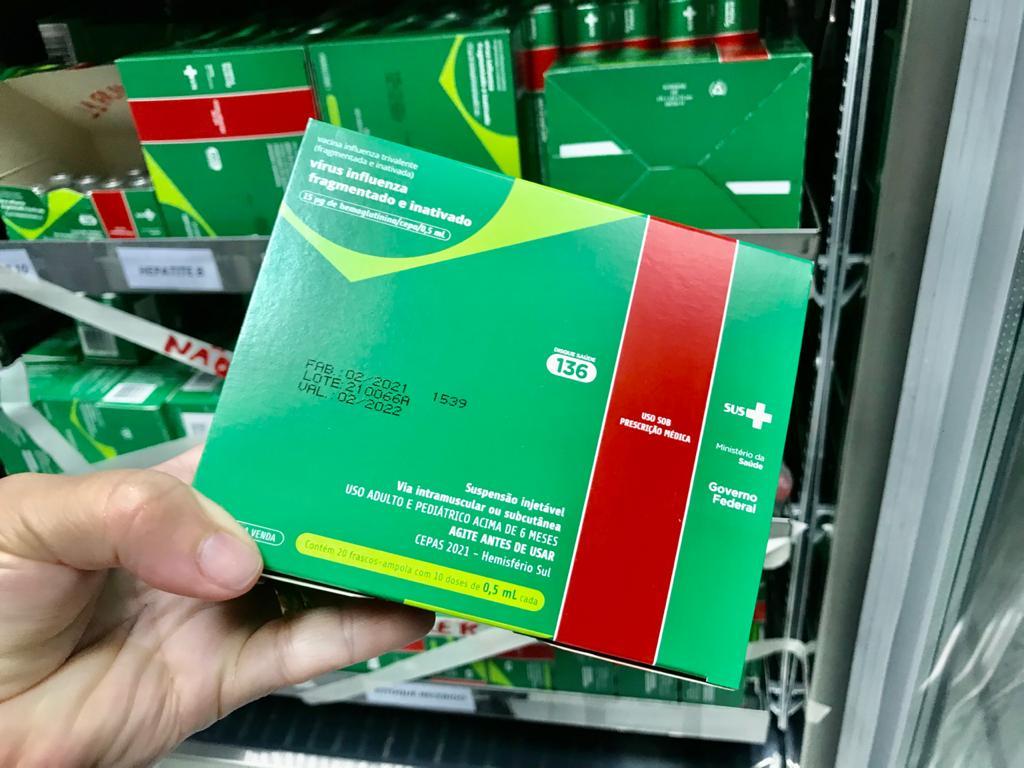 vacina influenza trivalente
(fragmentada e inativada)
vírus influenza
fragmentado e inativado
15 µg de hemaglutinina/cepa/0,5 mL
FAB.:02/2021
LOTE:210066A 1539
VAL.:02/2022
DISQUE SAÚDE
136
USO SOB
PRESCRIÇÃO MÉDICA
SUS
Ministério da
Saúde
Governo
Federal
Suspensão injetável
Via intramuscular ou subcutânea
USO ADULTO E PEDIÁTRICO ACIMA DE 6 MESES
AGITE ANTES DE USAR
CEPAS 2021 - Hemisfério Sul
VENDA
Contém 20 frascos-ampola com 10 doses de 0,5 mL cada
HEPATITE B
NÃO